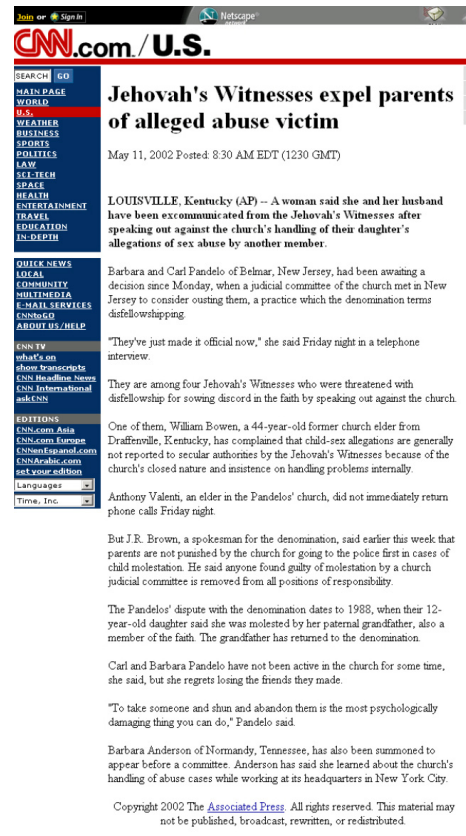 Join or Sign In
Netscape
network
CNN.com. / U.S.
SEARCH GO
MAIN PAGE
WORLD
U.S.
WEATHER
BUSINESS
SPORTS
POLITICS
LAW
SCI-TECH
SPACE
HEALTH
ENTERTAINMENT
TRAVEL
EDUCATION
IN-DEPTH
QUICK NEWS
LOCAL
COMMUNITY
MULTIMEDIA
E-MAIL SERVICES
CNNtoGO
ABOUT US/HELP
CNN TV
what's on
show transcripts
CNN Headline News
CNN International
askCNN
EDITIONS
CNN.com Asia
CNN.com Europe
CNNenEspanol.com
CNNArabic.com
set your edition
Languages
Time, Inc.
Jehovah's Witnesses expel parents
of alleged abuse victim
May 11, 2002 Posted: 8:30 AM EDT (1230 GMT)
LOUISVILLE, Kentucky (AP) -- A woman said she and her husband
have been excommunicated from the Jehovah's Witnesses after
speaking out against the church's handling of their daughter's
allegations of sex abuse by another member.
Barbara and Carl Pandelo of Belmar, New Jersey, had been awaiting a
decision since Monday, when a judicial committee of the church met in New
Jersey to consider ousting them, a practice which the denomination terms
disfellowshipping.
"They've just made it official now," she said Friday night in a telephone
interview.
They are among four Jehovah's Witnesses who were threatened with
disfellowship for sowing discord in the faith by speaking out against the church.
One of them, William Bowen, a 44-year-old former church elder from
Draffenville, Kentucky, has complained that child-sex allegations are generally
not reported to secular authorities by the Jehovah's Witnesses because of the
church's closed nature and insistence on handling problems internally.
Anthony Valenti, an elder in the Pandelos' church, did not immediately return
phone calls Friday night.
But J.R. Brown, a spokesman for the denomination, said earlier this week that
parents are not punished by the church for going to the police first in cases of
child molestation. He said anyone found guilty of molestation by a church
judicial committee is removed from all positions of responsibility.
The Pandelos' dispute with the denomination dates to 1988, when their 12-
year-old daughter said she was molested by her paternal grandfather, also a
member of the faith. The grandfather has returned to the denomination.
Carl and Barbara Pandelo have not been active in the church for some time,
she said, but she regrets losing the friends they made.
"To take someone and shun and abandon them is the most psychologically
damaging thing you can do," Pandelo said.
Barbara Anderson of Normandy, Tennessee, has also been summoned to
appear before a committee. Anderson has said she learned about the church's
handling of abuse cases while working at its headquarters in New York City.
Copyright 2002 The Associated Press. All rights reserved. This material may
not be published, broadcast, rewritten, or redistributed.